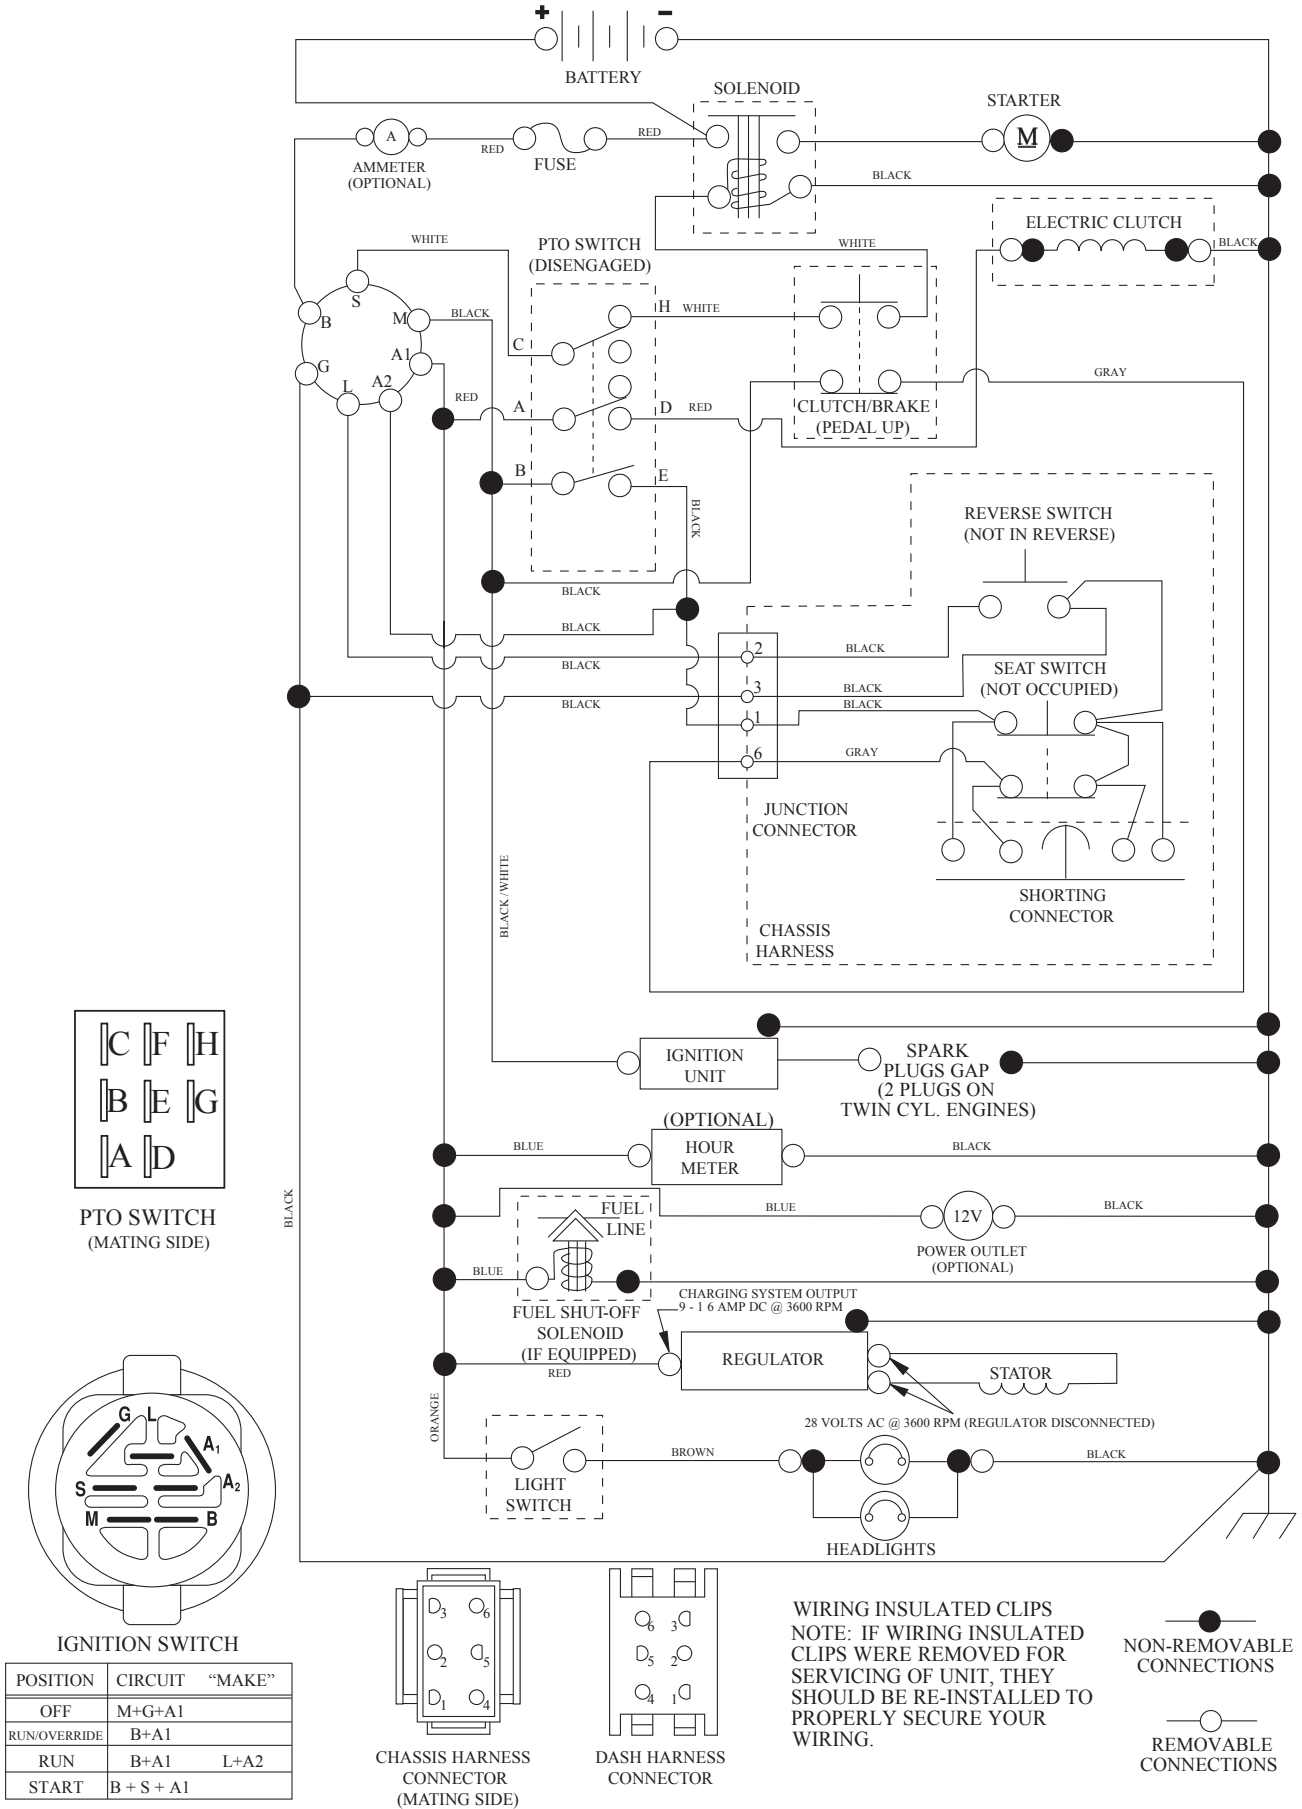 + −
BATTERY
SOLENOID
STARTER
A
RED
FUSE
RED
M
AMMETER
(OPTIONAL)
BLACK
ELECTRIC CLUTCH
BLACK
WHITE
PTO SWITCH
(DISENGAGED)
WHITE
S
B
M
BLACK
H
WHITE
C
A1
G
A2
L
RED
A
D
RED
GRAY
CLUTCH/BRAKE
(PEDAL UP)
B
E
BLACK
REVERSE SWITCH
(NOT IN REVERSE)
BLACK
BLACK
BLACK
2
BLACK
SEAT SWITCH
(NOT OCCUPIED)
3
BLACK
BLACK
BLACK
1
6
GRAY
JUNCTION
CONNECTOR
BLACK/WHITE
SHORTING
CONNECTOR
CHASSIS
HARNESS
C F H
B E G
A D
PTO SWITCH
(MATING SIDE)
IGNITION
UNIT
SPARK
PLUGS GAP
(2 PLUGS ON
TWIN CYL. ENGINES)
(OPTIONAL)
BLUE
HOUR
METER
BLACK
BLACK
FUEL
LINE
BLUE
12V
BLACK
POWER OUTLET
(OPTIONAL)
BLUE
FUEL SHUT-OFF
SOLENOID
(IF EQUIPPED)
CHARGING SYSTEM OUTPUT
9 - 1 6 AMP DC @ 3600 RPM
REGULATOR
RED
STATOR
28 VOLTS AC @ 3600 RPM (REGULATOR DISCONNECTED)
ORANGE
LIGHT
SWITCH
BROWN
BLACK
HEADLIGHTS
G L
A1
S
A2
M
B
IGNITION SWITCH
POSITION CIRCUIT “MAKE”
OFF M+G+A1
RUN/OVERRIDE B+A1
RUN B+A1 L+A2
START B + S + A1
3 6
2 5
1 4
CHASSIS HARNESS
CONNECTOR
(MATING SIDE)
6 3
5 2
4 1
DASH HARNESS
CONNECTOR
WIRING INSULATED CLIPS
NOTE: IF WIRING INSULATED
CLIPS WERE REMOVED FOR
SERVICING OF UNIT, THEY
SHOULD BE RE-INSTALLED TO
PROPERLY SECURE YOUR
WIRING.
NON-REMOVABLE
CONNECTIONS
REMOVABLE
CONNECTIONS